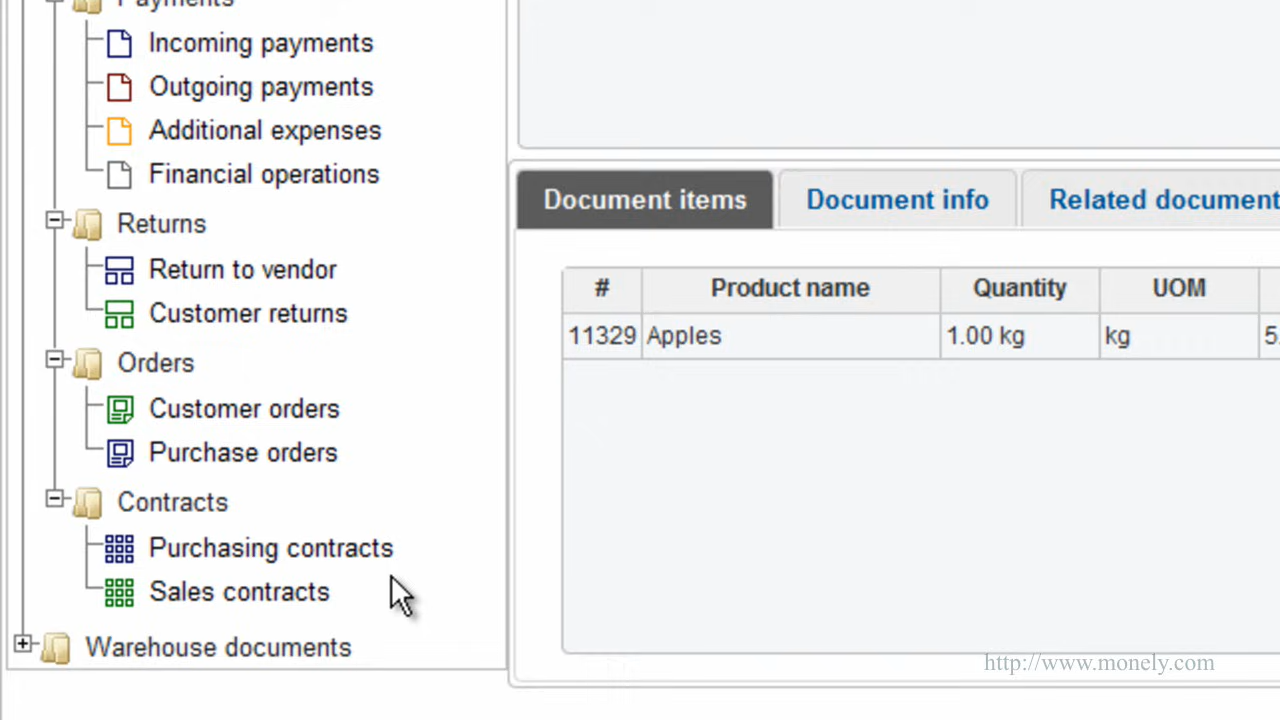 Payments
Incoming payments
Outgoing payments
Additional expenses
Financial operations
Returns
Return to vendor
Customer returns
Orders
Customer orders
Purchase orders
Contracts
Purchasing contracts
Sales contracts
Warehouse documents
Document items Document info Related document
# Product name Quantity UOM
11329 Apples 1.00 kg kg 5.
http://www.monely.com